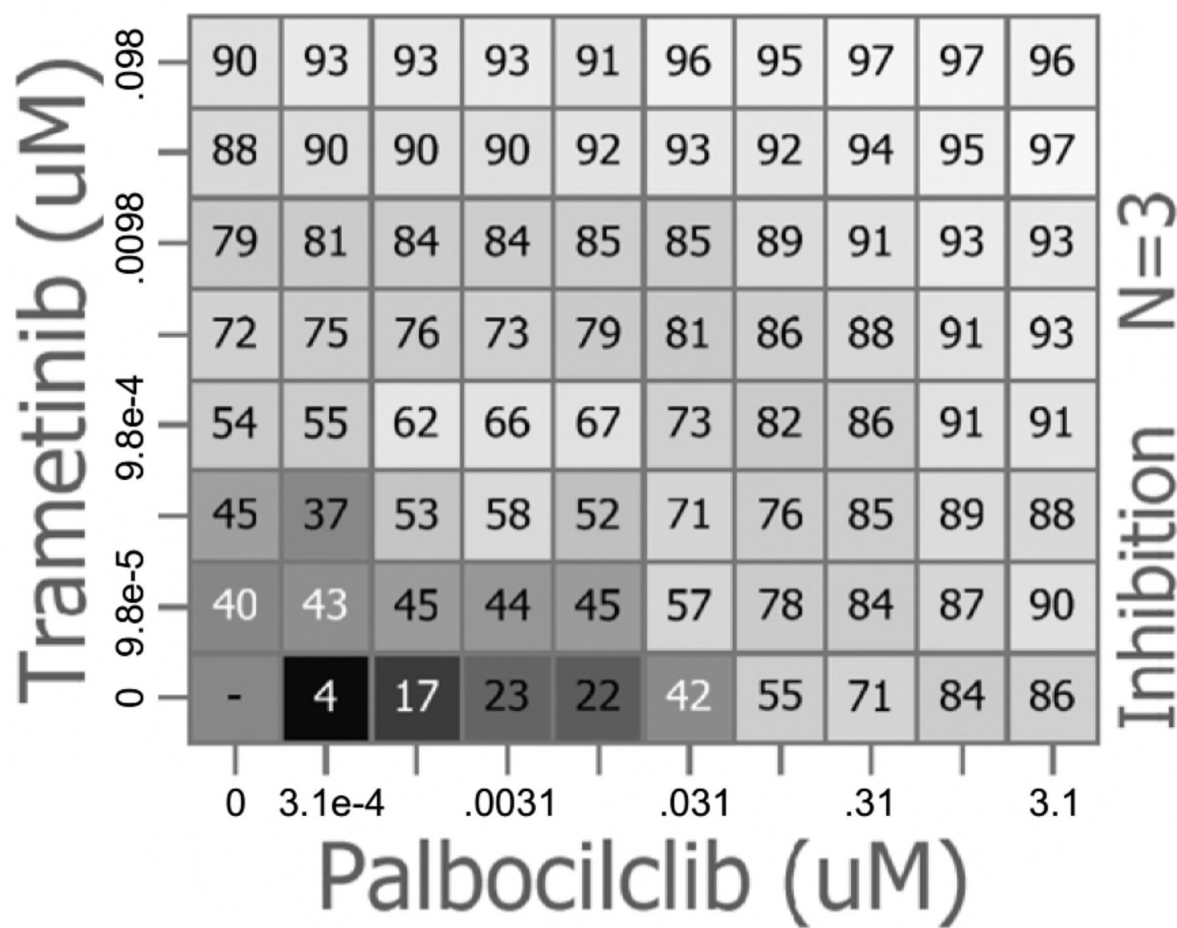 Trametinib (uM)
.098 90 93 93 93 91 96 95 97 97 96
88 90 90 90 92 93 92 94 95 97
.0098 79 81 84 84 85 85 89 91 93 93
72 75 76 73 79 81 86 88 91 93
9.8e-4 54 55 62 66 67 73 82 86 91 91
45 37 53 58 52 71 76 85 89 88
9.8e-5 40 43 45 44 45 57 78 84 87 90
0 - 4 17 23 22 42 55 71 84 86
0 3.1e-4 .0031 .031 .31 3.1
Palbocilclib (uM)
Inhibition N=3